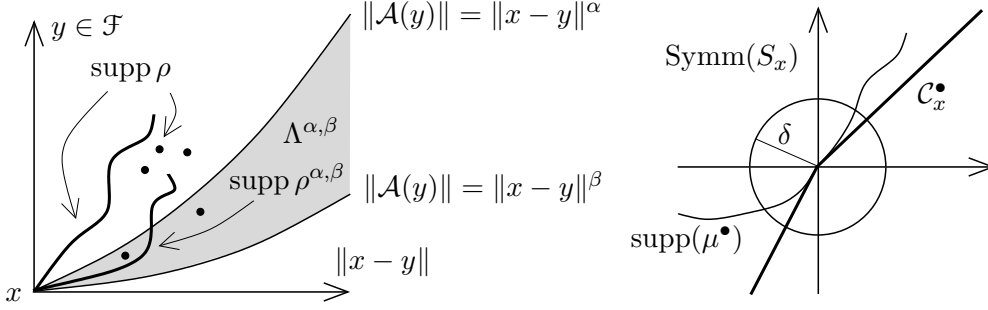 y ∈ ℱ
supp ρ
‖𝒜(y)‖ = ‖x − y‖^α
Λ^{α,β}
supp ρ^{α,β}
‖𝒜(y)‖ = ‖x − y‖^β
‖x − y‖
x
Symm(S_x)
𝒞_x^•
δ
supp(μ^•)